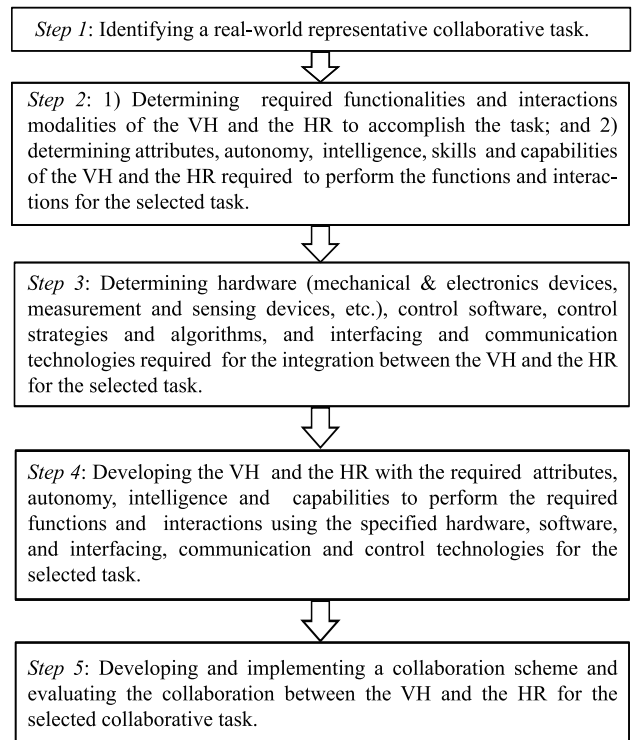 Step 1: Identifying a real-world representative collaborative task.
Step 2: 1) Determining required functionalities and interactions
modalities of the VH and the HR to accomplish the task; and 2)
determining attributes, autonomy, intelligence, skills and capabilities
of the VH and the HR required to perform the functions and interac-
tions for the selected task.
Step 3: Determining hardware (mechanical & electronics devices,
measurement and sensing devices, etc.), control software, control
strategies and algorithms, and interfacing and communication
technologies required for the integration between the VH and the HR
for the selected task.
Step 4: Developing the VH and the HR with the required attributes,
autonomy, intelligence and capabilities to perform the required
functions and interactions using the specified hardware, software,
and interfacing, communication and control technologies for the
selected task.
Step 5: Developing and implementing a collaboration scheme and
evaluating the collaboration between the VH and the HR for the
selected collaborative task.